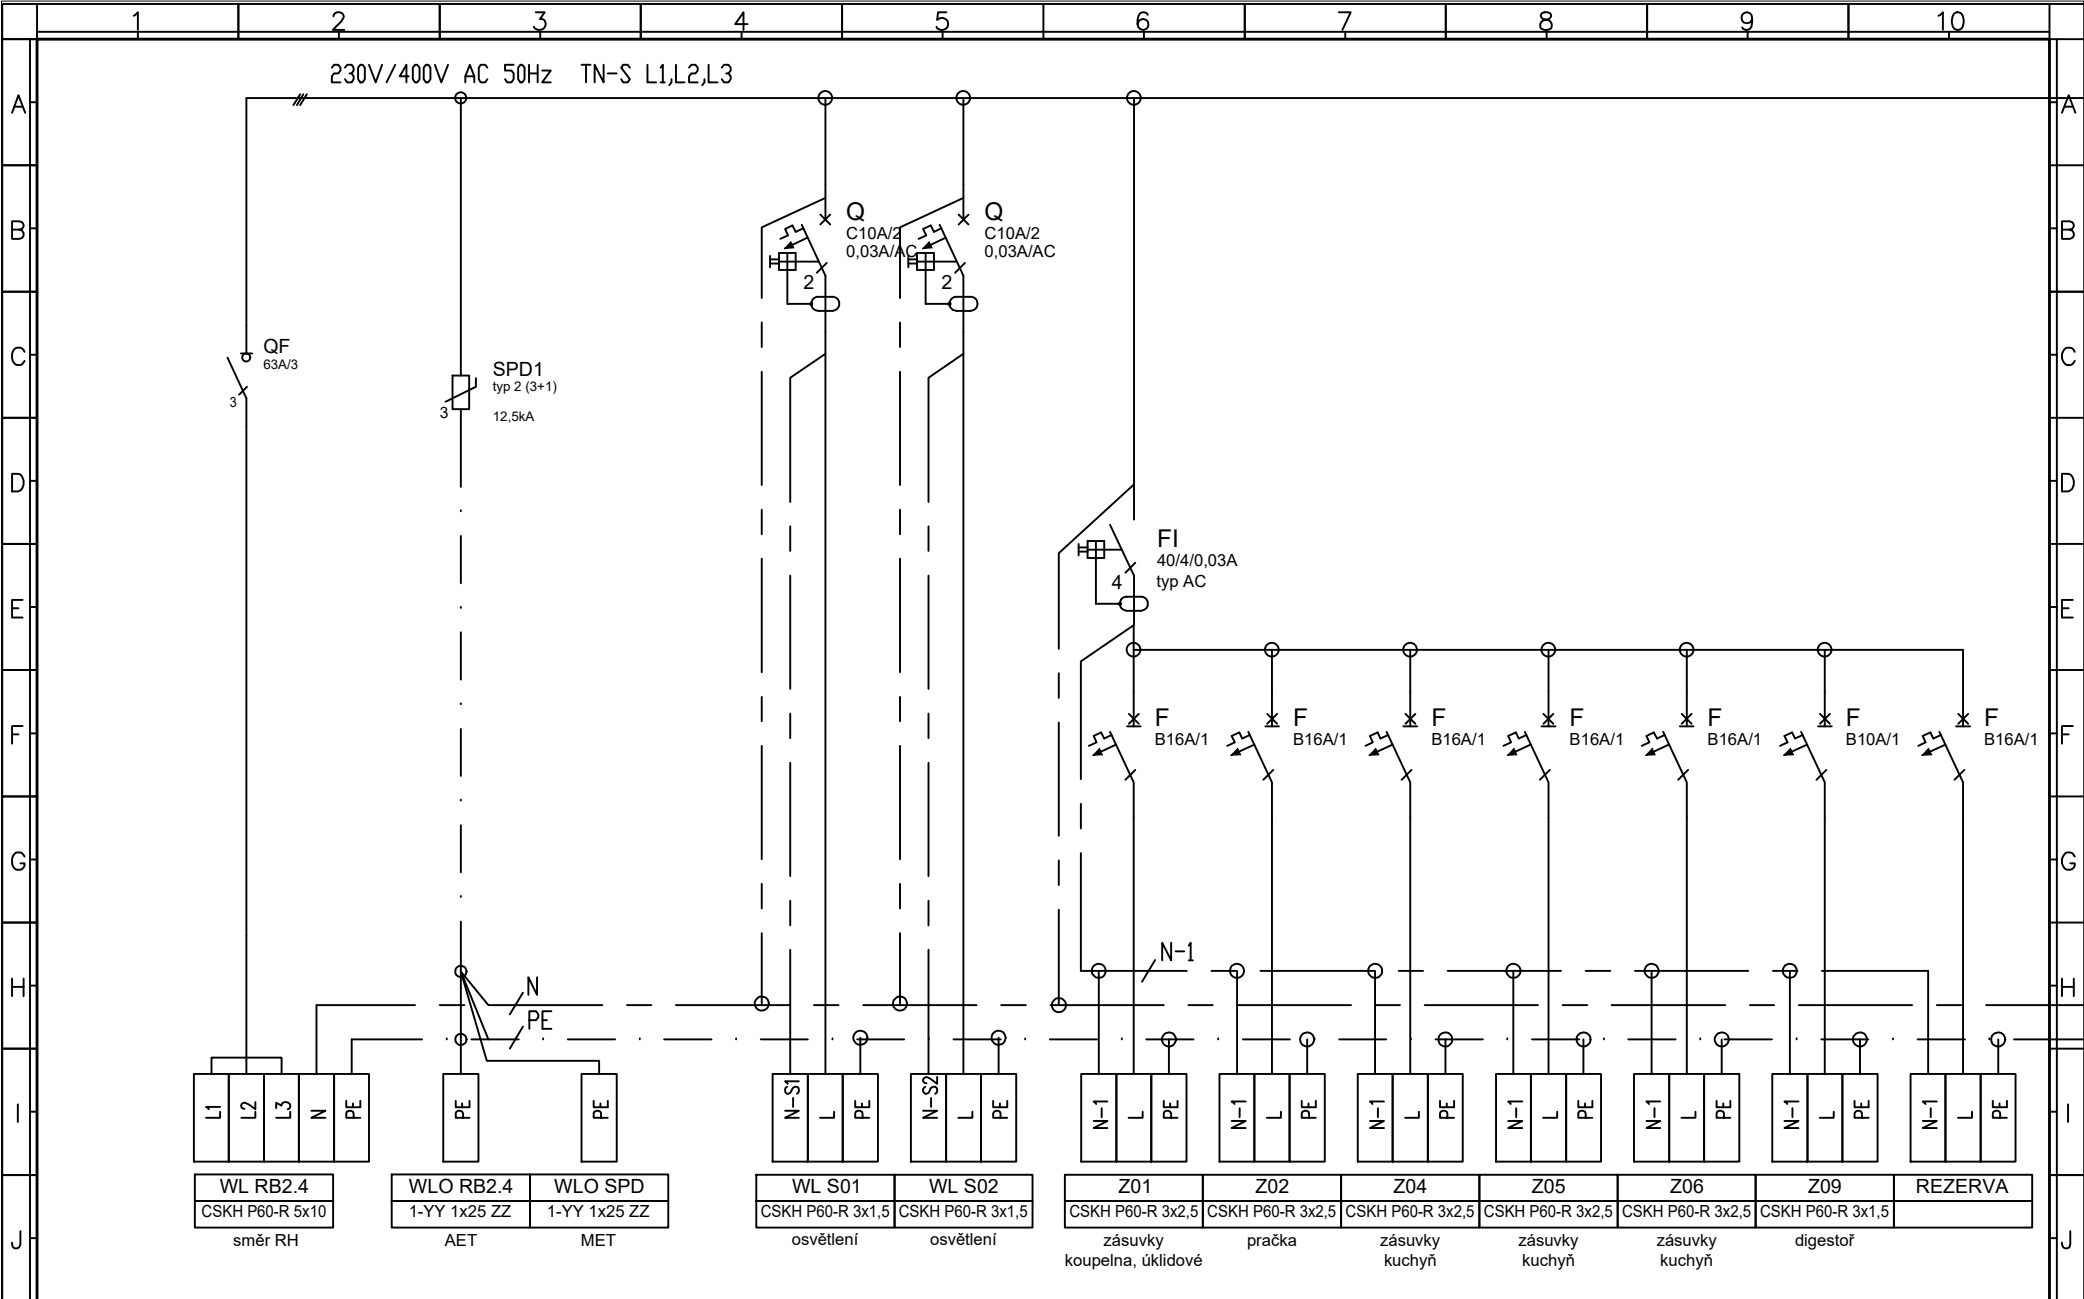 1 2 3 4 5 6 7 8 9 10
230V/400V AC 50Hz TN-S L1,L2,L3
A A
B B
C C
D D
E E
F F
G G
H H
I I
J J
QF
63A/3
3
SPD1
typ 2 (3+1)
12,5kA
3
Q
C10A/2
0,03A/AC
2
Q
C10A/2
0,03A/AC
2
FI
40/4/0,03A
typ AC
4
F
B16A/1
F
B16A/1
F
B16A/1
F
B16A/1
F
B16A/1
F
B10A/1
F
B16A/1
N-1
N
PE
L1 L2 L3 N PE
PE
PE
N-S1 L PE
N-S2 L PE
N-1 L PE
N-1 L PE
N-1 L PE
N-1 L PE
N-1 L PE
N-1 L PE
N-1 L PE
WL RB2.4
CSKH P60-R 5x10
směr RH
WLO RB2.4
1-YY 1x25 ZZ
AET
WLO SPD
1-YY 1x25 ZZ
MET
WL S01
CSKH P60-R 3x1,5
osvětlení
WL S02
CSKH P60-R 3x1,5
osvětlení
Z01
CSKH P60-R 3x2,5
zásuvky
koupelna, úklidové
Z02
CSKH P60-R 3x2,5
pračka
Z04
CSKH P60-R 3x2,5
zásuvky
kuchyň
Z05
CSKH P60-R 3x2,5
zásuvky
kuchyň
Z06
CSKH P60-R 3x2,5
zásuvky
kuchyň
Z09
CSKH P60-R 3x1,5
digestoř
REZERVA